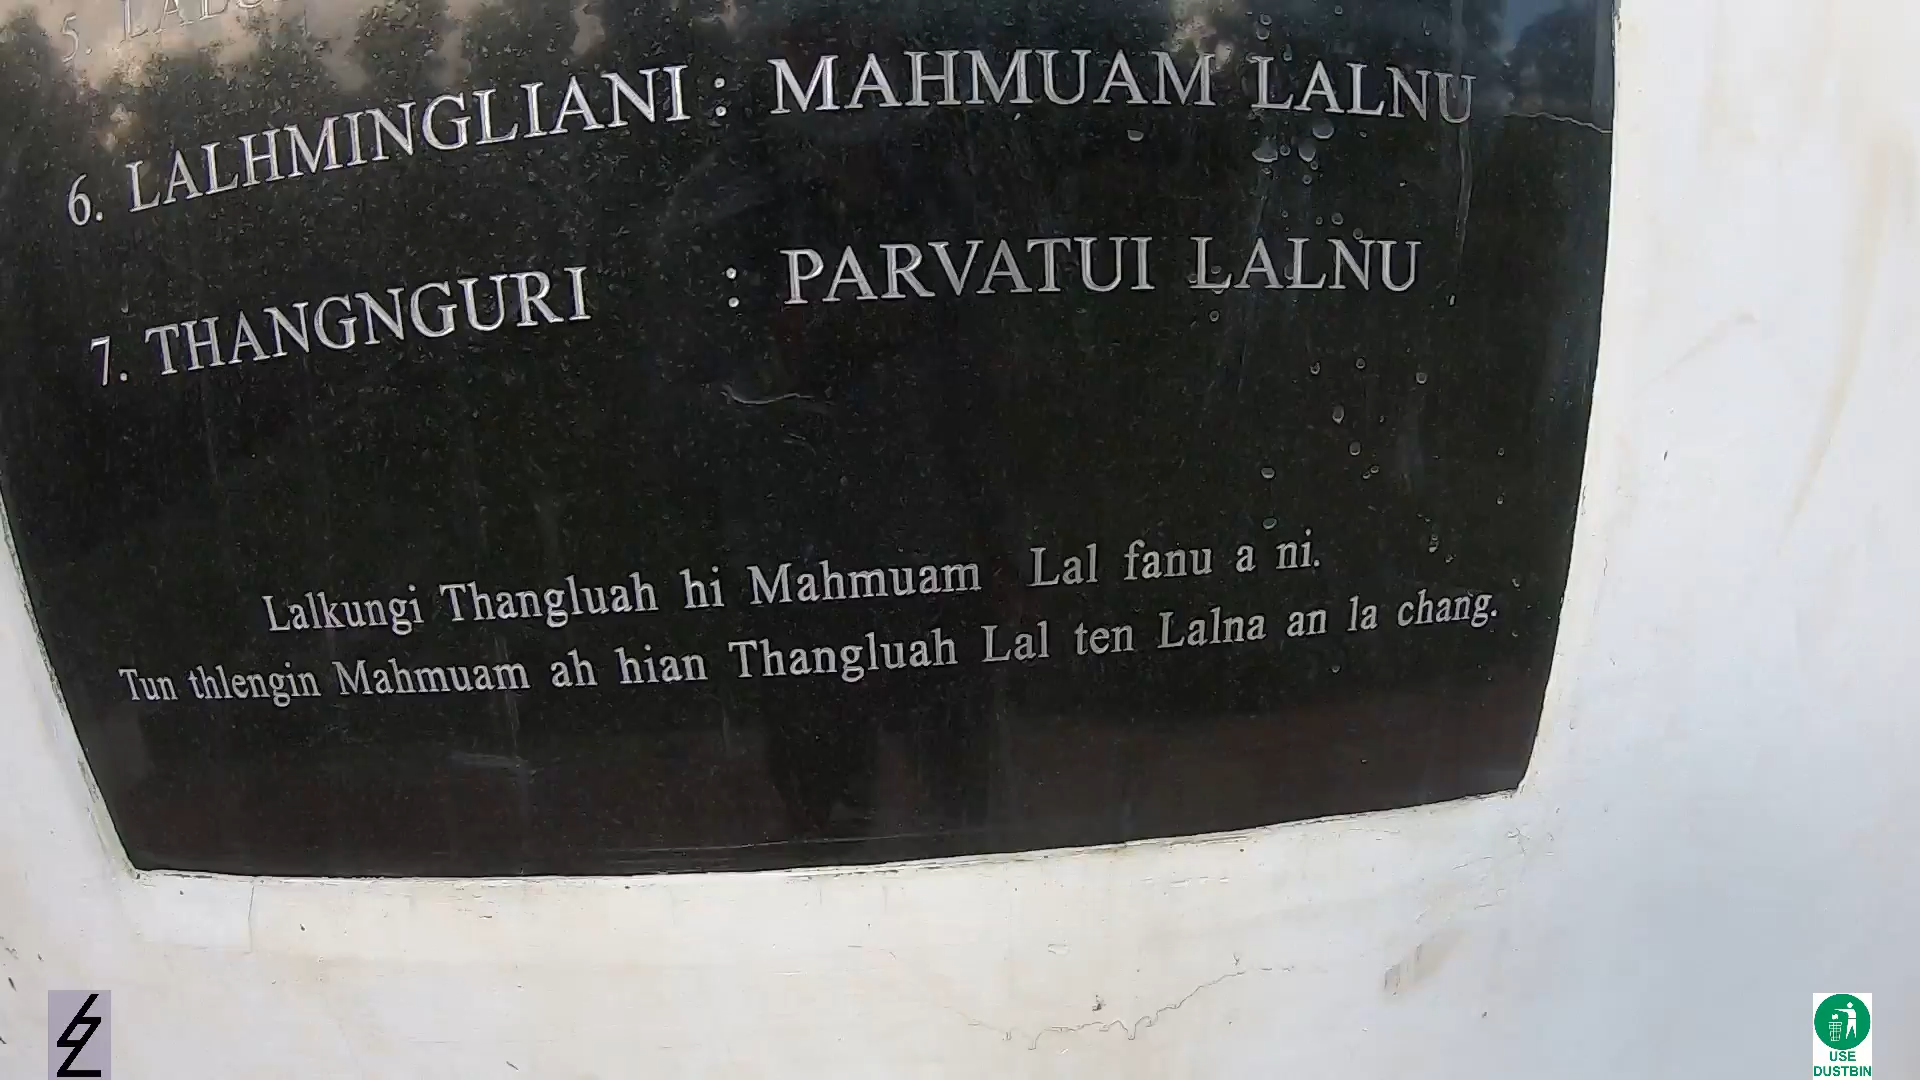 5. LAL
6. LALHMINGLIANI : MAHMUAM LALNU
7. THANGNGURI : PARVATUI LALNU
Lalkungi Thangluah hi Mahmuam Lal fanu a ni.
Tun thlengin Mahmuam ah hian Thangluah Lal ten Lalna an la chang.
USE
DUSTBIN